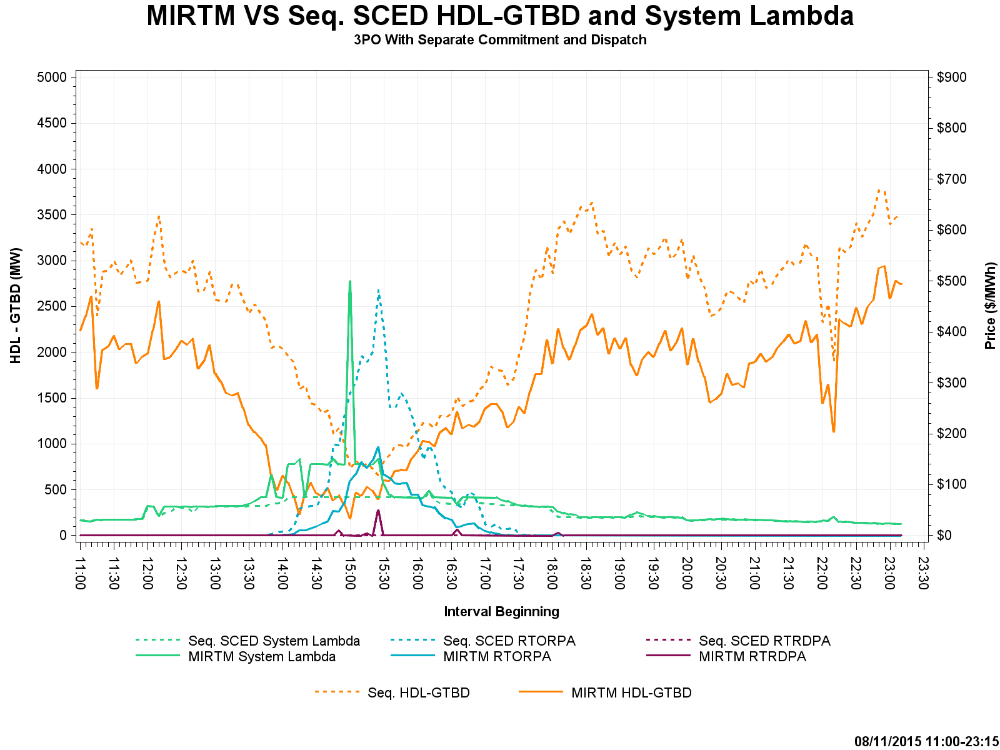 MIRTM VS Seq. SCED HDL-GTBD and System Lambda
3PO With Separate Commitment and Dispatch
HDL - GTBD (MW)
5000
4500
4000
3500
3000
2500
2000
1500
1000
500
0
$900
$800
$700
$600
$500
$400
$300
$200
$100
$0
Price ($/MWh)
11:00 11:30 12:00 12:30 13:00 13:30 14:00 14:30 15:00 15:30 16:00 16:30 17:00 17:30 18:00 18:30 19:00 19:30 20:00 20:30 21:00 21:30 22:00 22:30 23:00 23:30
Interval Beginning
Seq. SCED System Lambda Seq. SCED RTORPA Seq. SCED RTRDPA
MIRTM System Lambda MIRTM RTORPA MIRTM RTRDPA
Seq. HDL-GTBD MIRTM HDL-GTBD
08/11/2015 11:00-23:15